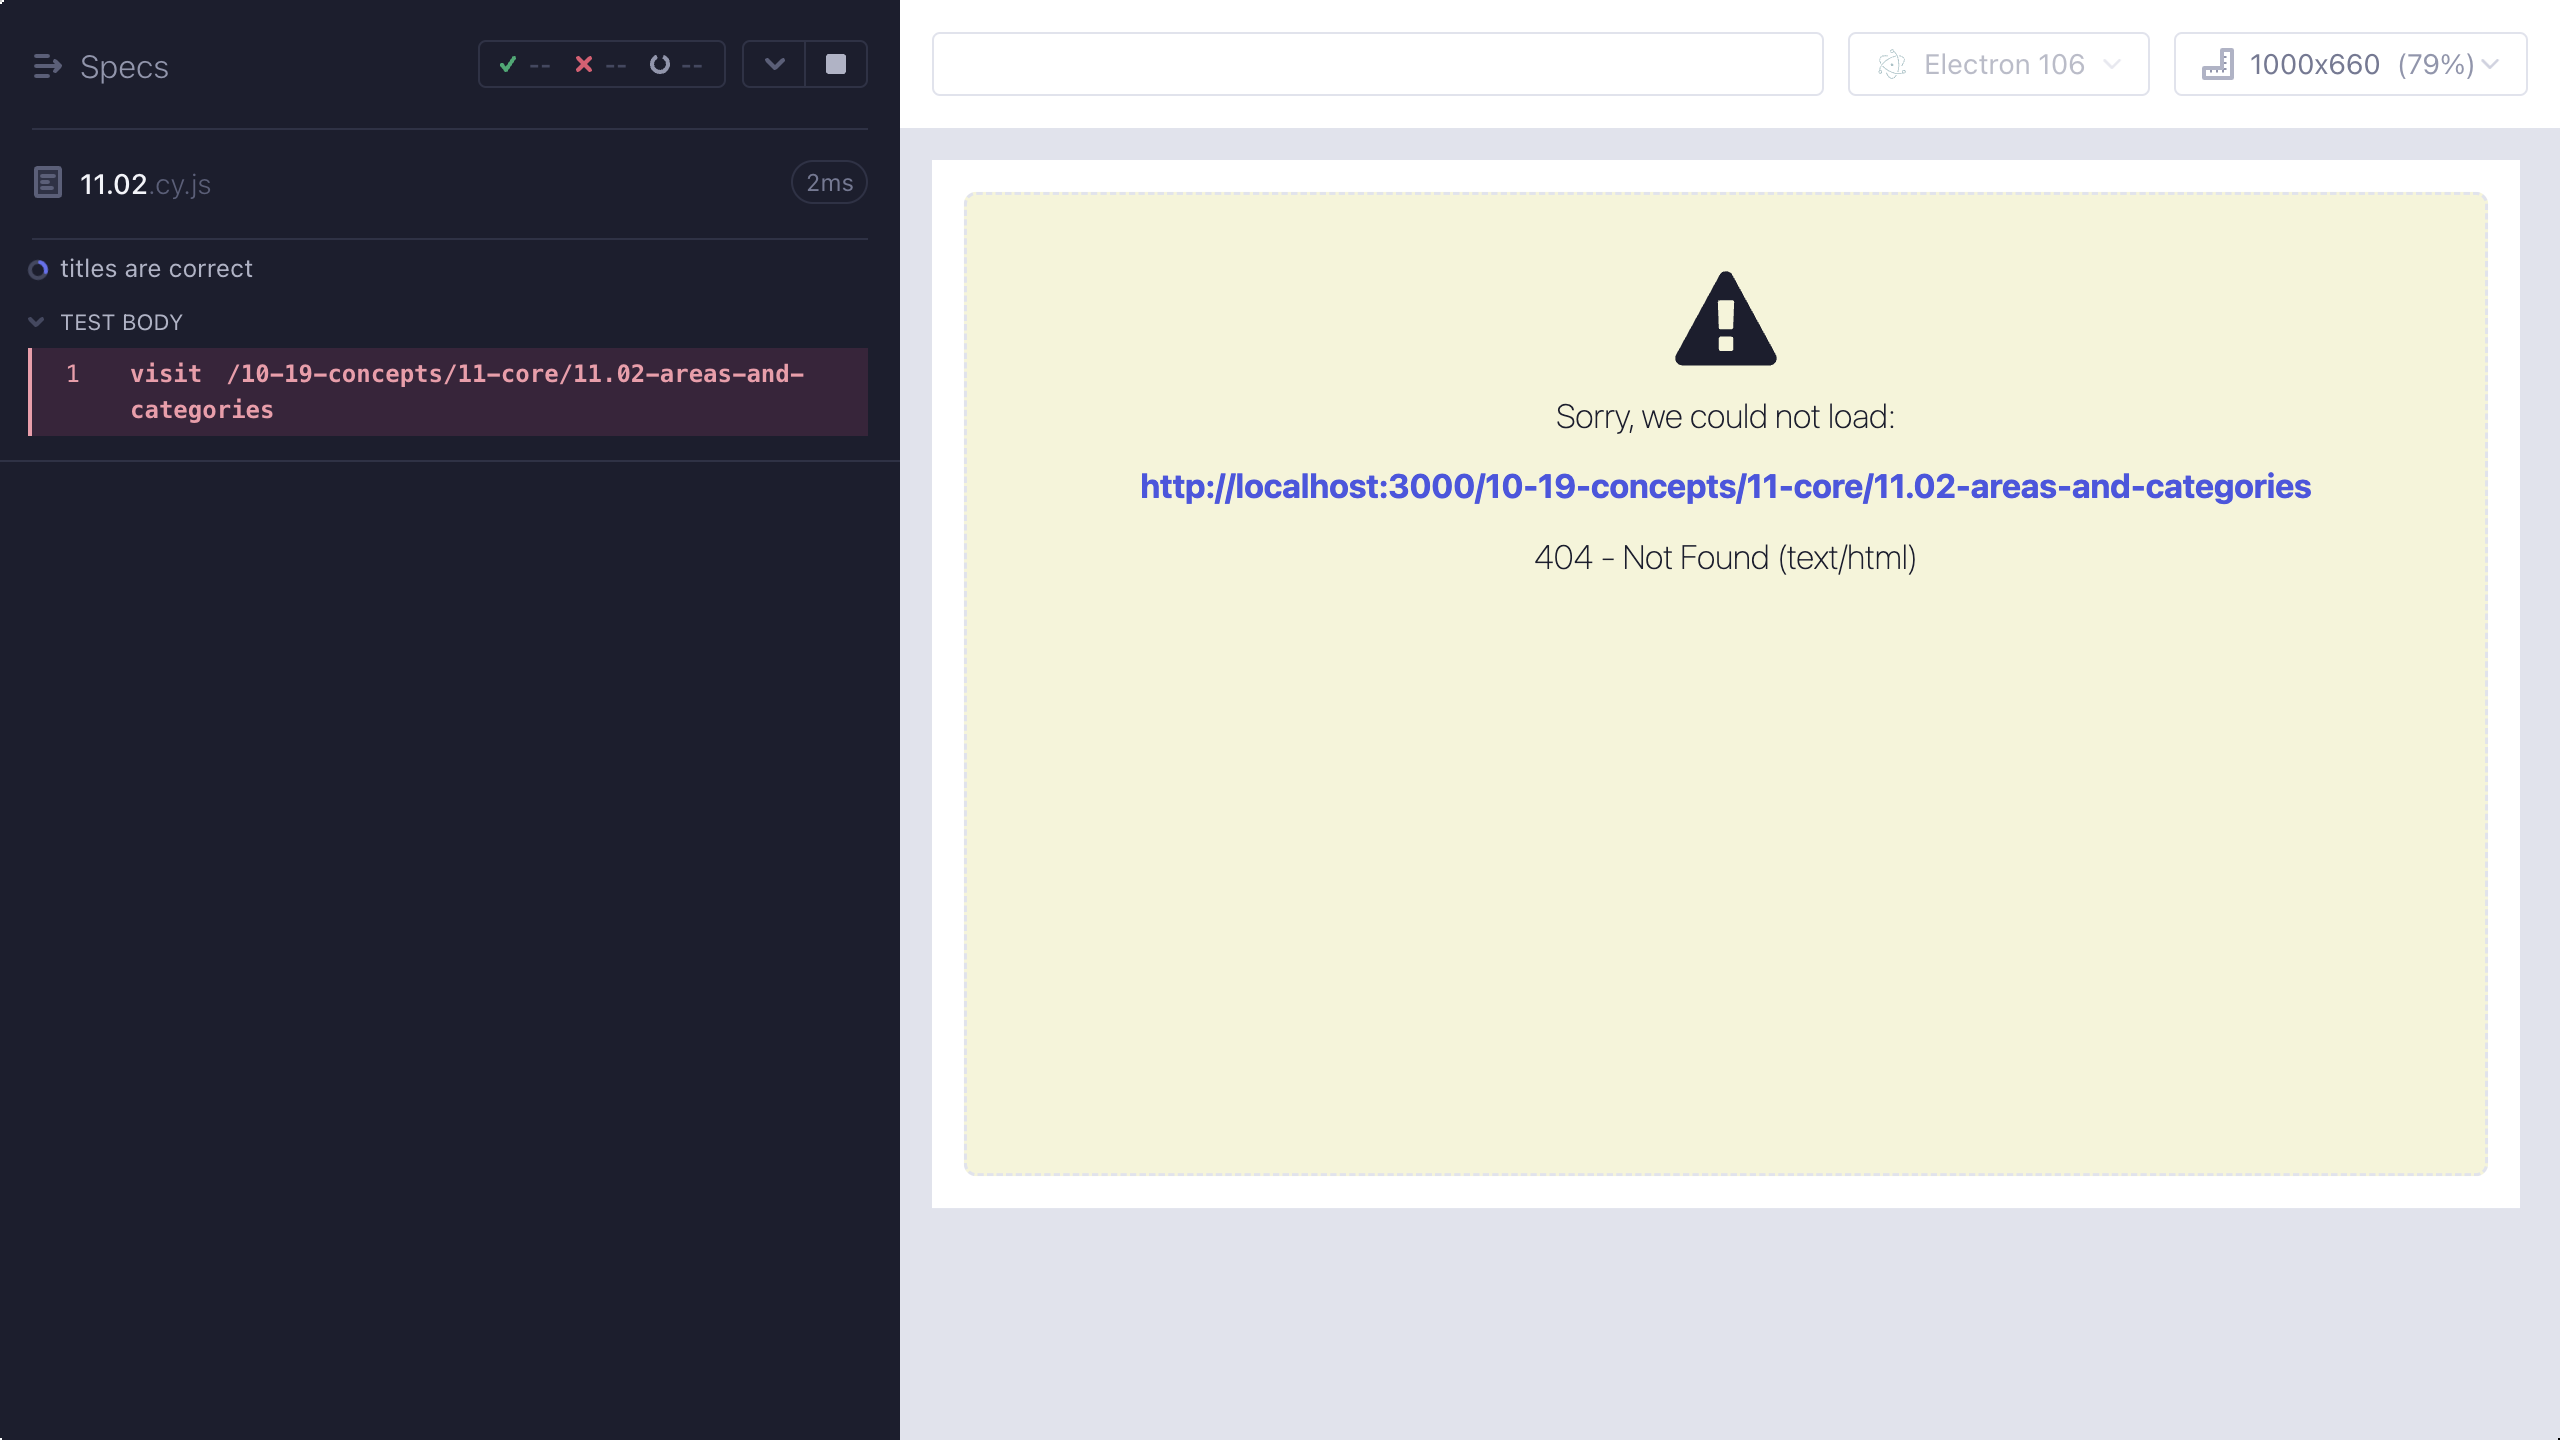 Specs
-- -- --
11.02.cy.js
2ms
titles are correct
TEST BODY
1 visit /10-19-concepts/11-core/11.02-areas-and-
categories
Electron 106
1000x660 (79%)
Sorry, we could not load:
http://localhost:3000/10-19-concepts/11-core/11.02-areas-and-categories
404 - Not Found (text/html)